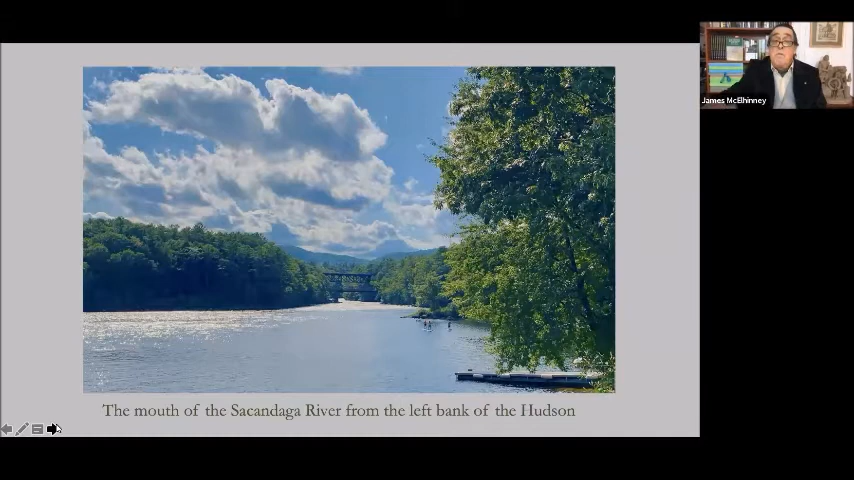 James McElhinney
The mouth of the Sacandaga River from the left bank of the Hudson